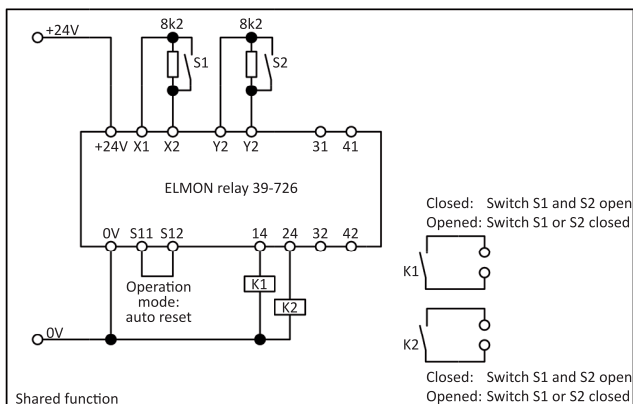 +24V
8k2
8k2
S1
S2
+24V X1 X2 Y2 Y2 31 41
ELMON relay 39-726
0V S11 S12 14 24 32 42
Operation
mode:
auto reset
K1
K2
0V
Shared function
Closed: Switch S1 and S2 open
Opened: Switch S1 or S2 closed
K1
K2
Closed: Switch S1 and S2 open
Opened: Switch S1 or S2 closed